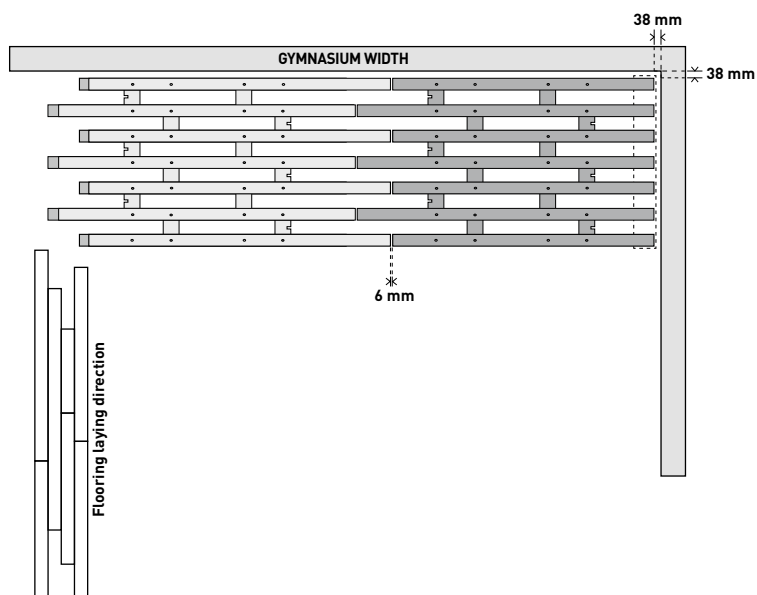 38 mm
GYMNASIUM WIDTH
38 mm
6 mm
Flooring laying direction